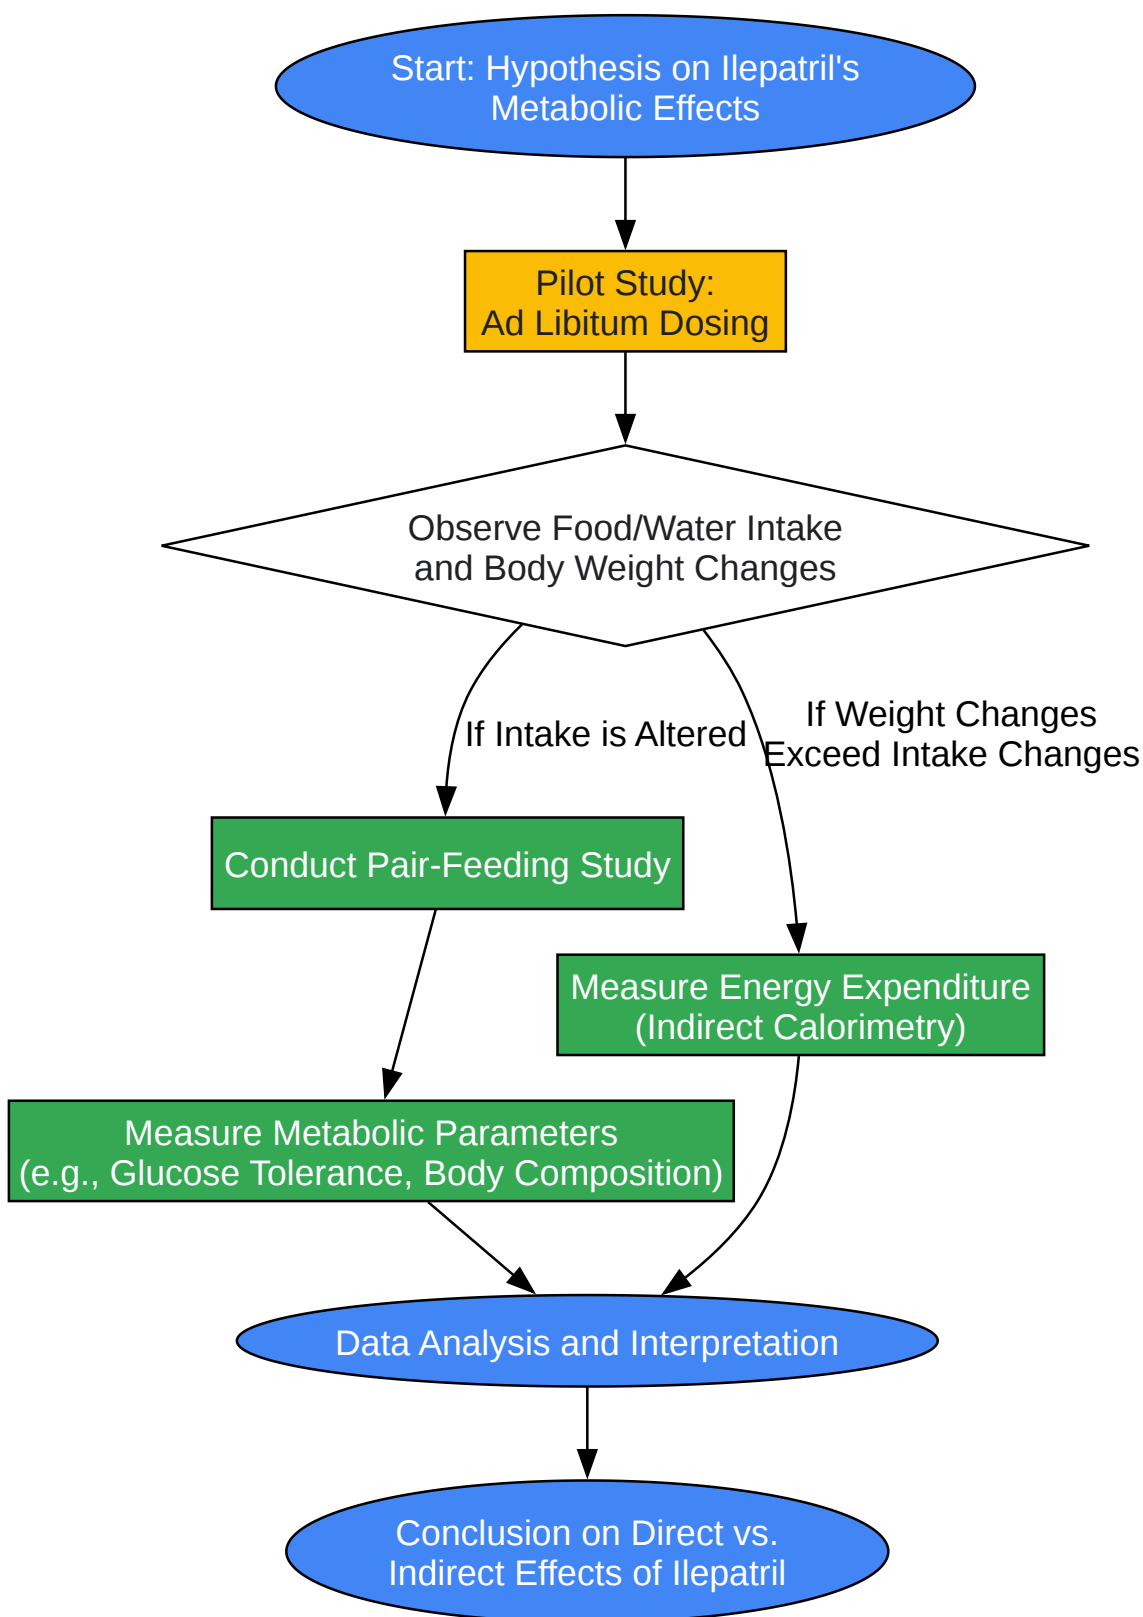 Start: Hypothesis on Ilepatril's
Metabolic Effects
Pilot Study:
Ad Libitum Dosing
Observe Food/Water Intake
and Body Weight Changes
If Intake is Altered
If Weight Changes
Exceed Intake Changes
Conduct Pair-Feeding Study
Measure Energy Expenditure
(Indirect Calorimetry)
Measure Metabolic Parameters
(e.g., Glucose Tolerance, Body Composition)
Data Analysis and Interpretation
Conclusion on Direct vs.
Indirect Effects of Ilepatril